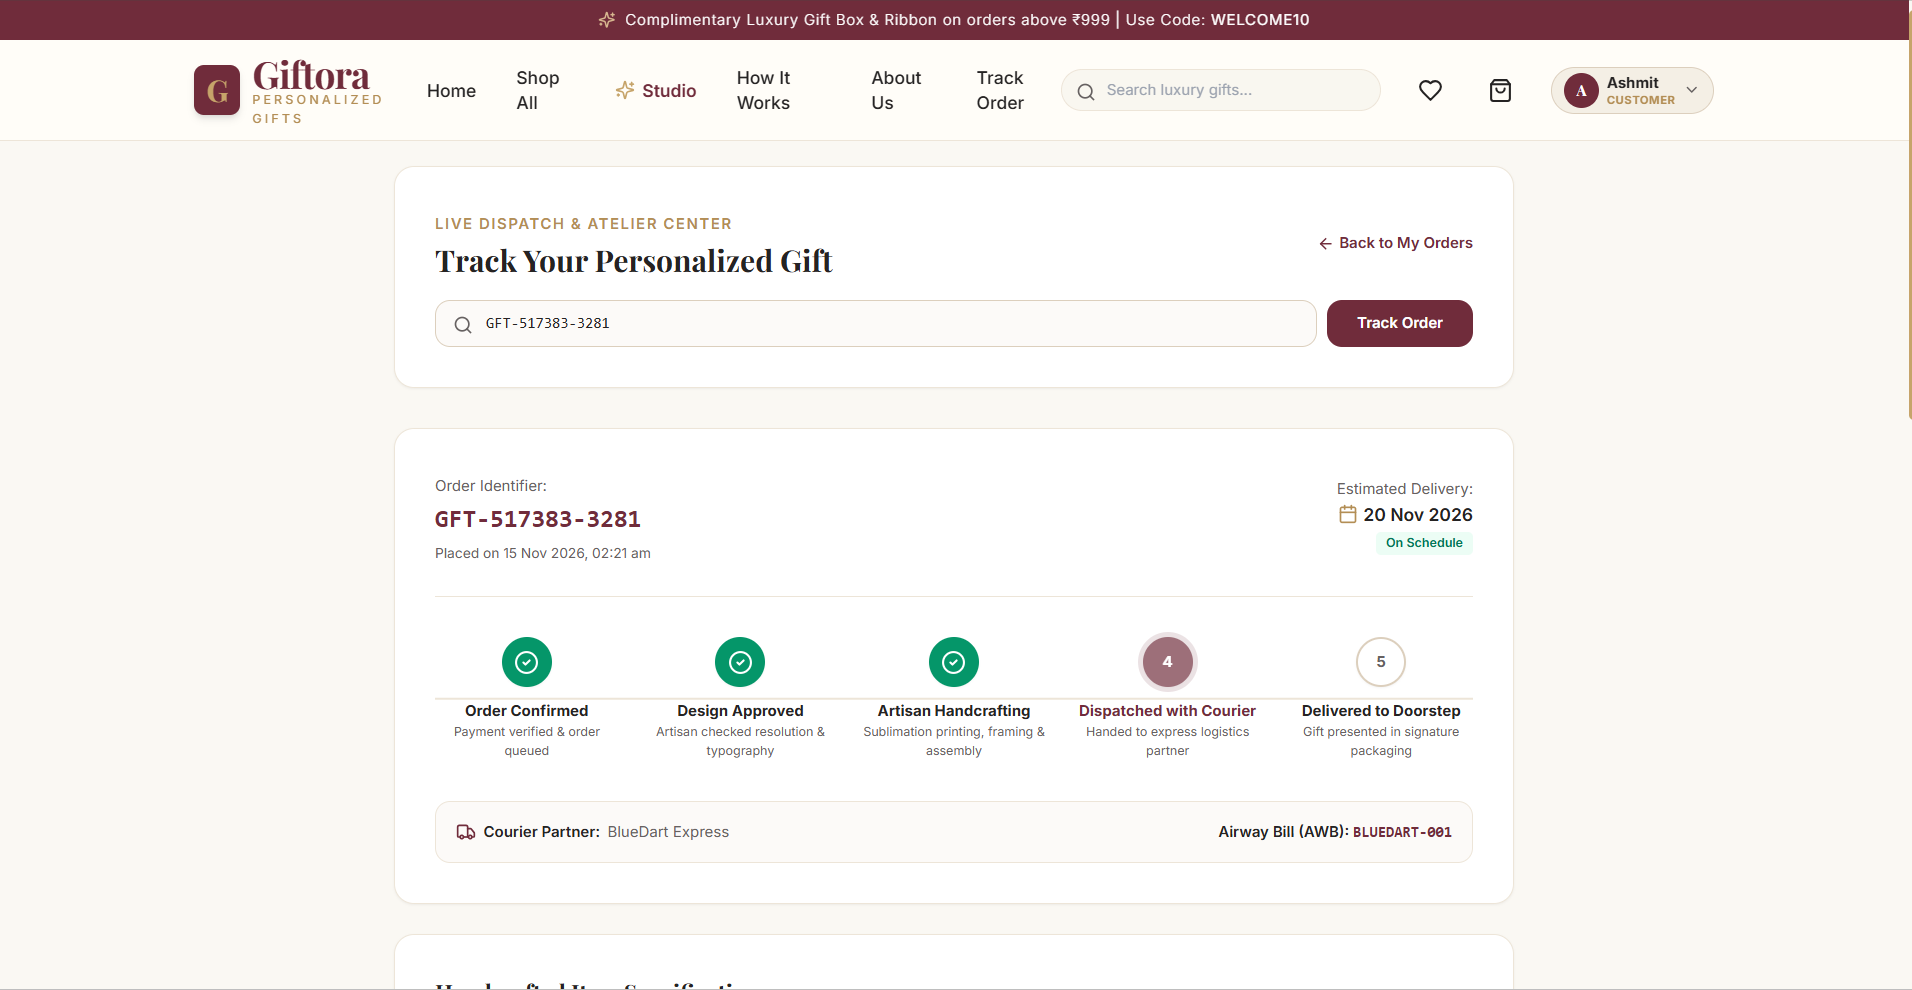 Complimentary Luxury Gift Box & Ribbon on orders above ₹999 | Use Code: WELCOME10
G
Giftora
PERSONALIZED
GIFTS
Home
Shop
All
Studio
How It
Works
About
Us
Track
Order
Search luxury gifts...
A
Ashmit
CUSTOMER
LIVE DISPATCH & ATELIER CENTER
Track Your Personalized Gift
← Back to My Orders
GFT-517383-3281
Track Order
Order Identifier:
GFT-517383-3281
Placed on 15 Nov 2026, 02:21 am
Estimated Delivery:
20 Nov 2026
On Schedule
Order Confirmed
Payment verified & order
queued
Design Approved
Artisan checked resolution &
typography
Artisan Handcrafting
Sublimation printing, framing &
assembly
4
Dispatched with Courier
Handed to express logistics
partner
5
Delivered to Doorstep
Gift presented in signature
packaging
Courier Partner: BlueDart Express
Airway Bill (AWB): BLUEDART-001